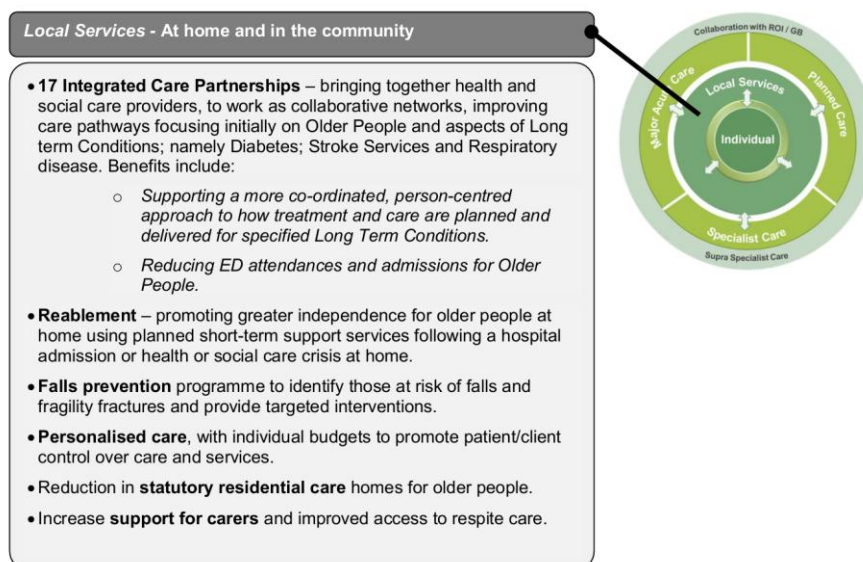 Local Services - At home and in the community
• 17 Integrated Care Partnerships – bringing together health and
social care providers, to work as collaborative networks, improving
care pathways focusing initially on Older People and aspects of Long
term Conditions; namely Diabetes; Stroke Services and Respiratory
disease. Benefits include:
o Supporting a more co-ordinated, person-centred
approach to how treatment and care are planned and
delivered for specified Long Term Conditions.
o Reducing ED attendances and admissions for Older
People.
• Reablement – promoting greater independence for older people at
home using planned short-term support services following a hospital
admission or health or social care crisis at home.
• Falls prevention programme to identify those at risk of falls and
fragility fractures and provide targeted interventions.
• Personalised care, with individual budgets to promote patient/client
control over care and services.
• Reduction in statutory residential care homes for older people.
• Increase support for carers and improved access to respite care.
Collaboration with ROI / GB
Major Acute Care
Planned Care
Local Services
Individual
Specialist Care
Supra Specialist Care